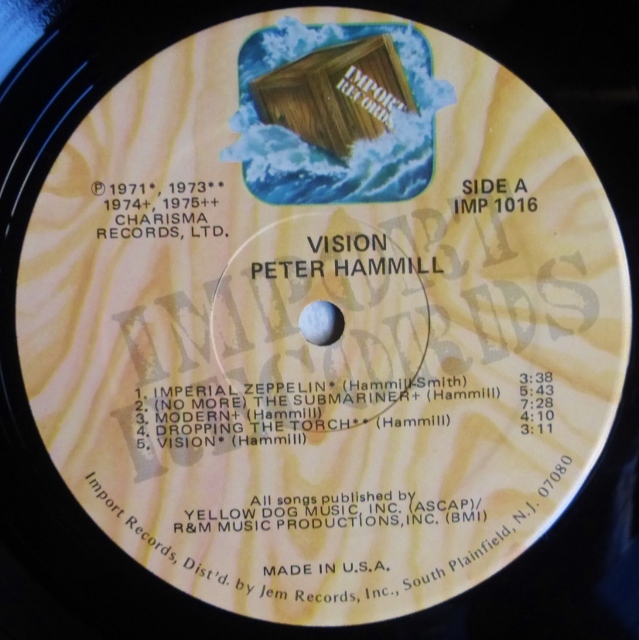 IMPORT
RECORDS
℗ 1971*, 1973**
1974+, 1975++
CHARISMA
RECORDS, LTD.
SIDE A
IMP 1016
VISION
PETER HAMMILL
IMPORT
RECORDS
1. IMPERIAL ZEPPELIN* (Hammill-Smith) 3:38
2. (NO MORE) THE SUBMARINER+ (Hammill) 5:43
3. MODERN+ (Hammill) 7:28
4. DROPPING THE TORCH** (Hammill) 4:10
5. VISION* (Hammill) 3:11
All songs published by
YELLOW DOG MUSIC, INC. (ASCAP)/
R&M MUSIC PRODUCTIONS, INC. (BMI)
MADE IN U.S.A.
Import Records, Dist'd. by Jem Records, Inc., South Plainfield, N.J. 07080